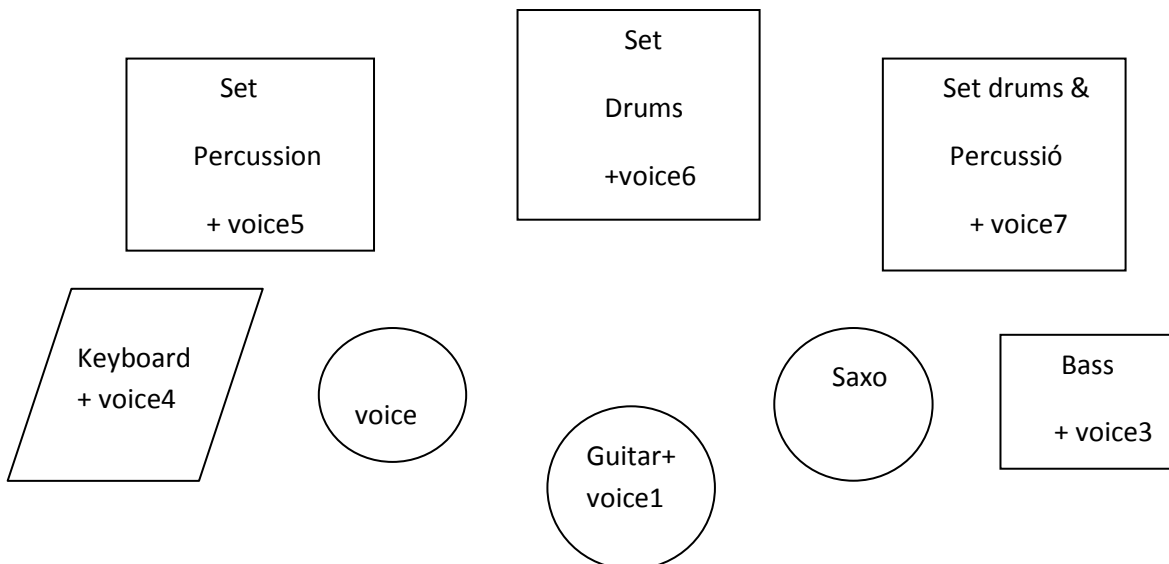 Set
Percussion
+ voice5
Set
Drums
+voice6
Set drums &
Percussió
+ voice7
Keyboard
+ voice4
voice
Guitar+
voice1
Saxo
Bass
+ voice3